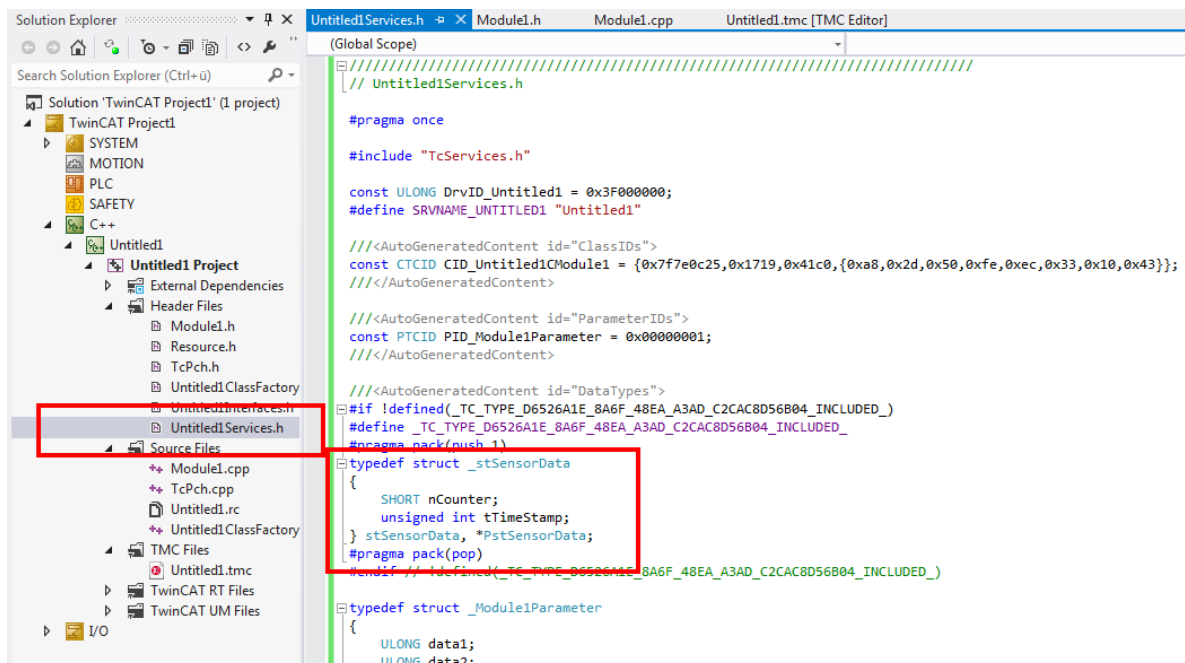 Solution Explorer
Search Solution Explorer (Ctrl+ü)
Solution 'TwinCAT Project1' (1 project)
TwinCAT Project1
SYSTEM
MOTION
PLC
SAFETY
C++
Untitled1
Untitled1 Project
External Dependencies
Header Files
Module1.h
Resource.h
TcPch.h
Untitled1ClassFactory
Untitled1Interfaces.h
Untitled1Services.h
Source Files
Module1.cpp
TcPch.cpp
Untitled1.rc
Untitled1ClassFactory
TMC Files
Untitled1.tmc
TwinCAT RT Files
TwinCAT UM Files
I/O
Untitled1Services.h Module1.h Module1.cpp Untitled1.tmc [TMC Editor]
(Global Scope)
///////////////////////////////////////////////////////////////////////////////
// Untitled1Services.h
#pragma once
#include "TcServices.h"
const ULONG DrvID_Untitled1 = 0x3F000000;
#define SRVNAME_UNTITLED1 "Untitled1"
///<AutoGeneratedContent id="ClassIDs">
const CTCID CID_Untitled1CModule1 = {0x7f7e0c25,0x1719,0x41c0,{0xa8,0x2d,0x50,0xfe,0xec,0x33,0x10,0x43}};
///</AutoGeneratedContent>
///<AutoGeneratedContent id="ParameterIDs">
const PTCID PID_Module1Parameter = 0x00000001;
///</AutoGeneratedContent>
///<AutoGeneratedContent id="DataTypes">
#if !defined(_TC_TYPE_D6526A1E_8A6F_48EA_A3AD_C2CAC8D56B04_INCLUDED_)
#define _TC_TYPE_D6526A1E_8A6F_48EA_A3AD_C2CAC8D56B04_INCLUDED_
#pragma pack(push,1)
typedef struct _stSensorData
{
SHORT nCounter;
unsigned int tTimeStamp;
} stSensorData, *PstSensorData;
#pragma pack(pop)
#endif // !defined(_TC_TYPE_D6526A1E_8A6F_48EA_A3AD_C2CAC8D56B04_INCLUDED_)
typedef struct _Module1Parameter
{
ULONG data1;
ULONG data2;